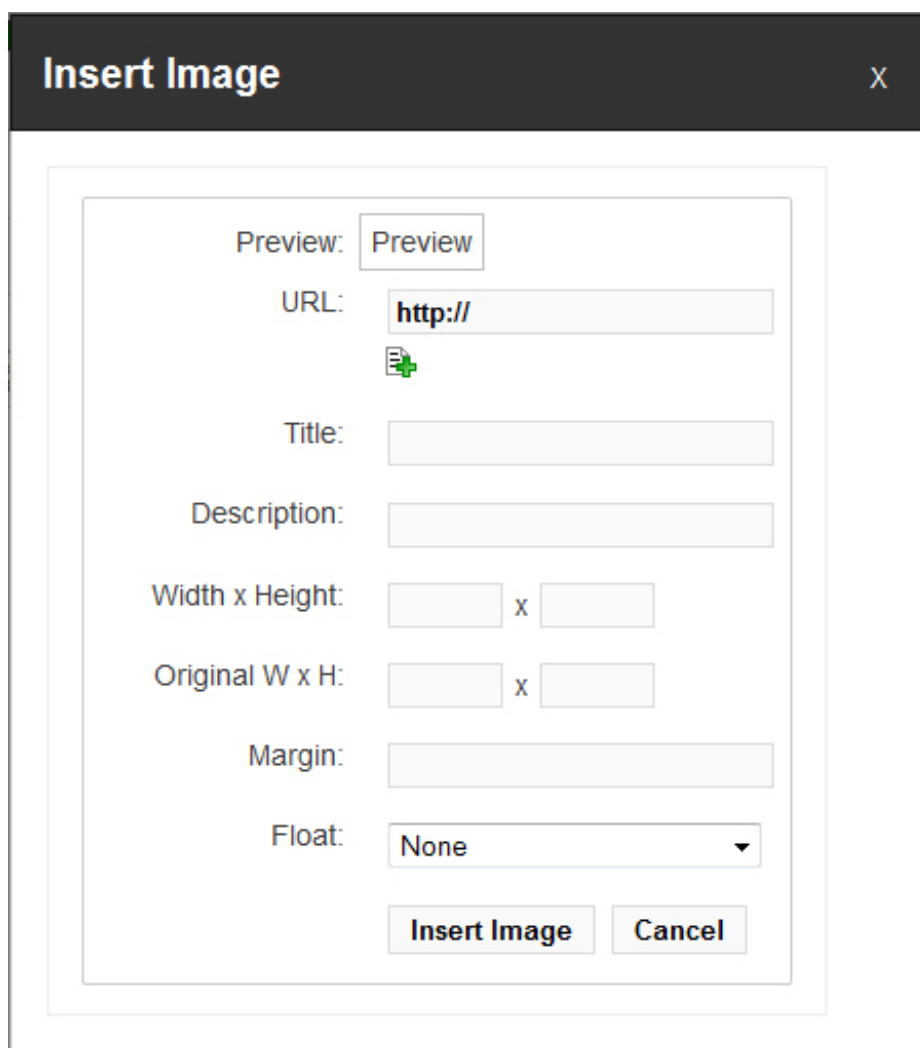 Insert Image X
Preview: Preview
URL: http://
Title:
Description:
Width x Height: x
Original W x H: x
Margin:
Float: None
Insert Image Cancel